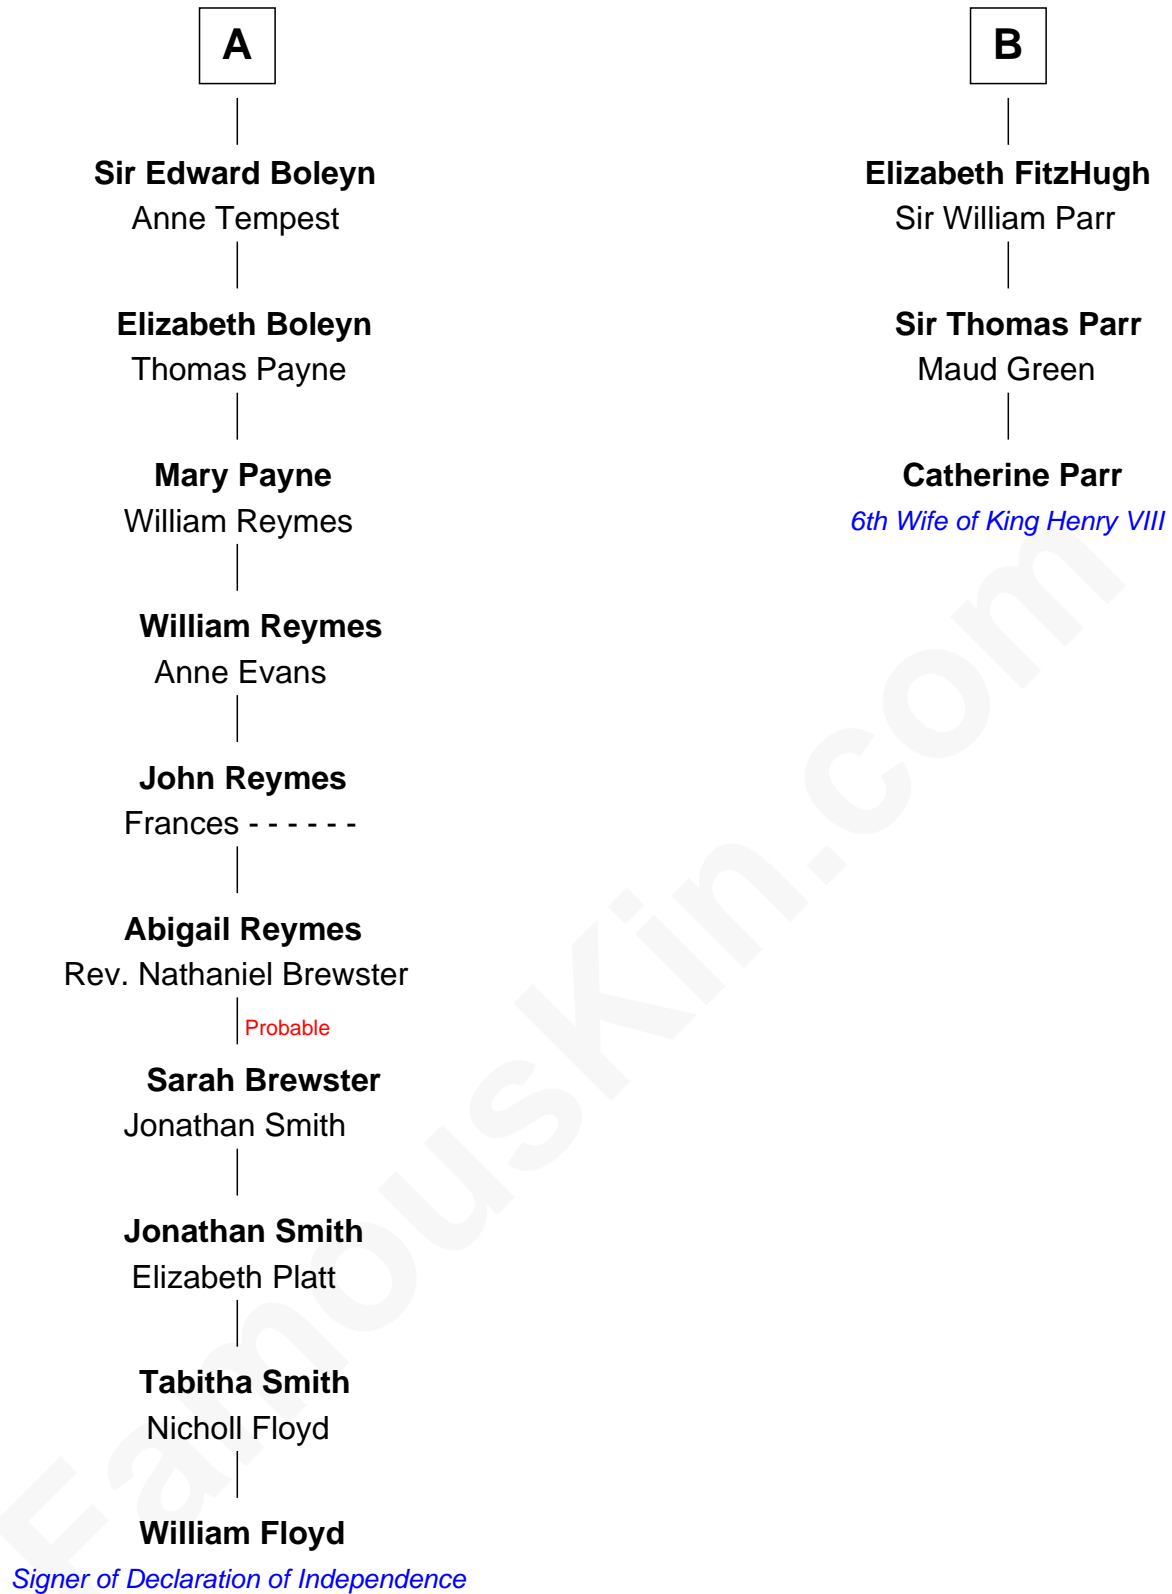 A
Sir Edward Boleyn
Anne Tempest
Elizabeth Boleyn
Thomas Payne
Mary Payne
William Reymes
William Reymes
Anne Evans
John Reymes
Frances - - - - - -
Abigail Reymes
Rev. Nathaniel Brewster
Probable
Sarah Brewster
Jonathan Smith
Jonathan Smith
Elizabeth Platt
Tabitha Smith
Nicholl Floyd
William Floyd
Signer of Declaration of Independence
B
Elizabeth FitzHugh
Sir William Parr
Sir Thomas Parr
Maud Green
Catherine Parr
6th Wife of King Henry VIII
FamousKin.com